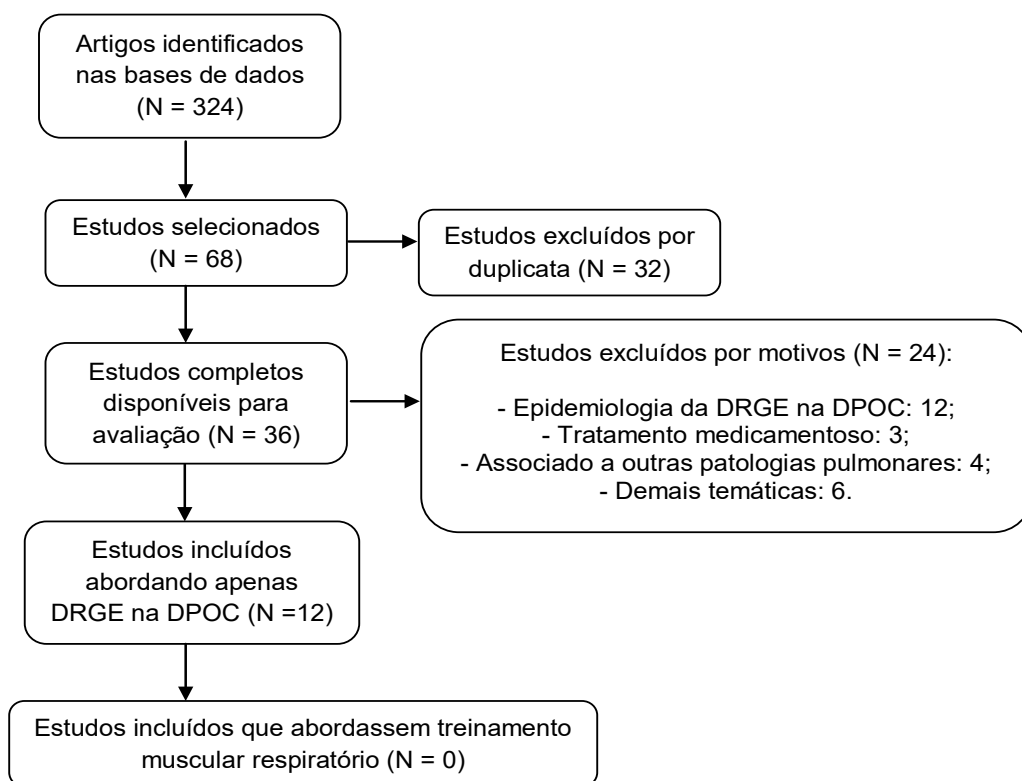 Artigos identificados
nas bases de dados
(N = 324)
Estudos selecionados
(N = 68)
Estudos excluídos por
duplicata (N = 32)
Estudos completos
disponíveis para
avaliação (N = 36)
Estudos excluídos por motivos (N = 24):
- Epidemiologia da DRGE na DPOC: 12;
- Tratamento medicamentoso: 3;
- Associado a outras patologias pulmonares: 4;
- Demais temáticas: 6.
Estudos incluídos
abordando apenas
DRGE na DPOC (N =12)
Estudos incluídos que abordassem treinamento
muscular respiratório (N = 0)